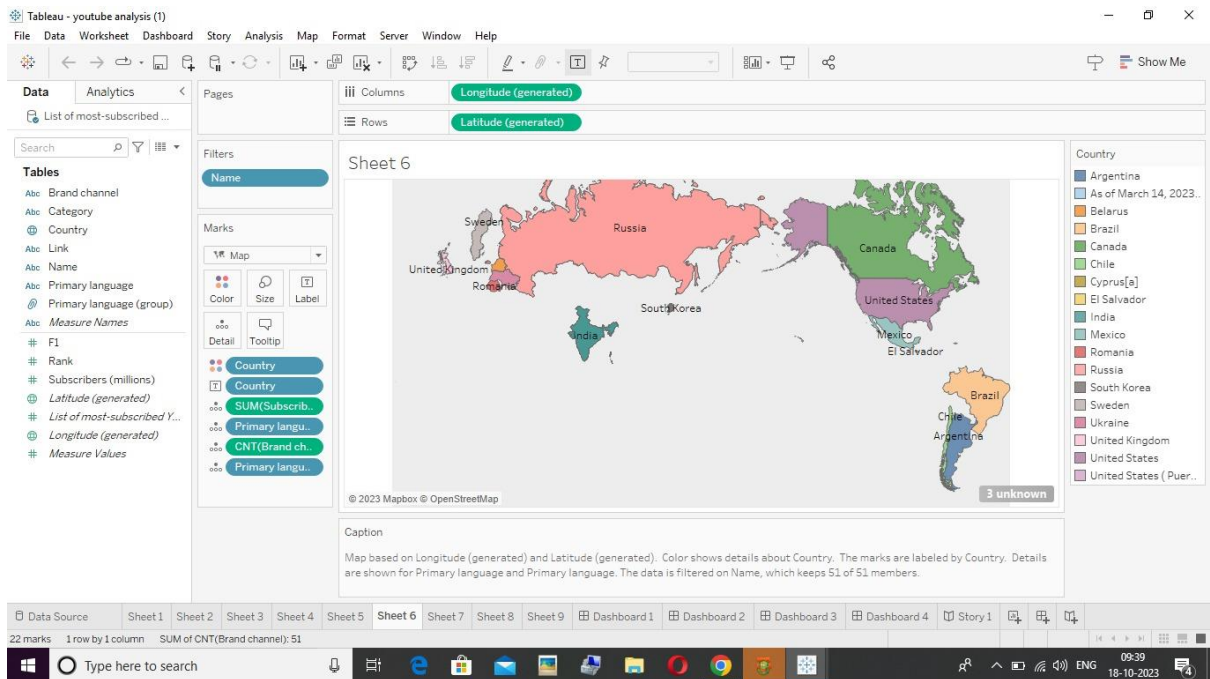 Tableau - youtube analysis (1)
File Data Worksheet Dashboard Story Analysis Map Format Server Window Help
Show Me
Data Analytics
List of most-subscribed ...
Search
Tables
Abc Brand channel
Abc Category
Country
Abc Link
Abc Name
Abc Primary language
Primary language (group)
Abc Measure Names
# F1
# Rank
# Subscribers (millions)
Latitude (generated)
# List of most-subscribed Y...
Longitude (generated)
# Measure Values
Pages
Filters
Name
Marks
Map
Color Size Label
Detail Tooltip
Country
Country
SUM(Subscrib..
Primary langu..
CNT(Brand ch..
Primary langu..
Columns Longitude (generated)
Rows Latitude (generated)
Sheet 6
Sweden
Russia
Canada
United Kingdom
Romania
United States
South Korea
India
Mexico
El Salvador
Brazil
Chile
Argentina
3 unknown
© 2023 Mapbox © OpenStreetMap
Caption
Map based on Longitude (generated) and Latitude (generated). Color shows details about Country. The marks are labeled by Country. Details
are shown for Primary language and Primary language. The data is filtered on Name, which keeps 51 of 51 members.
Country
Argentina
As of March 14, 2023..
Belarus
Brazil
Canada
Chile
Cyprus[a]
El Salvador
India
Mexico
Romania
Russia
South Korea
Sweden
Ukraine
United Kingdom
United States
United States ( Puer..
Data Source Sheet 1 Sheet 2 Sheet 3 Sheet 4 Sheet 5 Sheet 6 Sheet 7 Sheet 8 Sheet 9 Dashboard 1 Dashboard 2 Dashboard 3 Dashboard 4 Story 1
22 marks 1 row by 1 column SUM of CNT(Brand channel): 51
Type here to search
ENG
09:39
18-10-2023
4